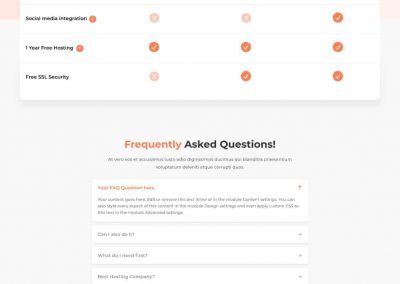 Social media integration ?
1 Year Free Hosting ?
Free SSL Security
Frequently Asked Questions!
At vero eos et accusamus iusto odio dignissimos ducimus qui blanditiis praesentium
voluptatum deleniti atque corrupti quos.
Your FAQ Question here.
Your content goes here. Edit or remove this text inline or in the module Content settings. You can
also style every aspect of this content in the module Design settings and even apply custom CSS to
this text in the module Advanced settings.
Can I also do it?
What do I need first?
Best Hosting Company?